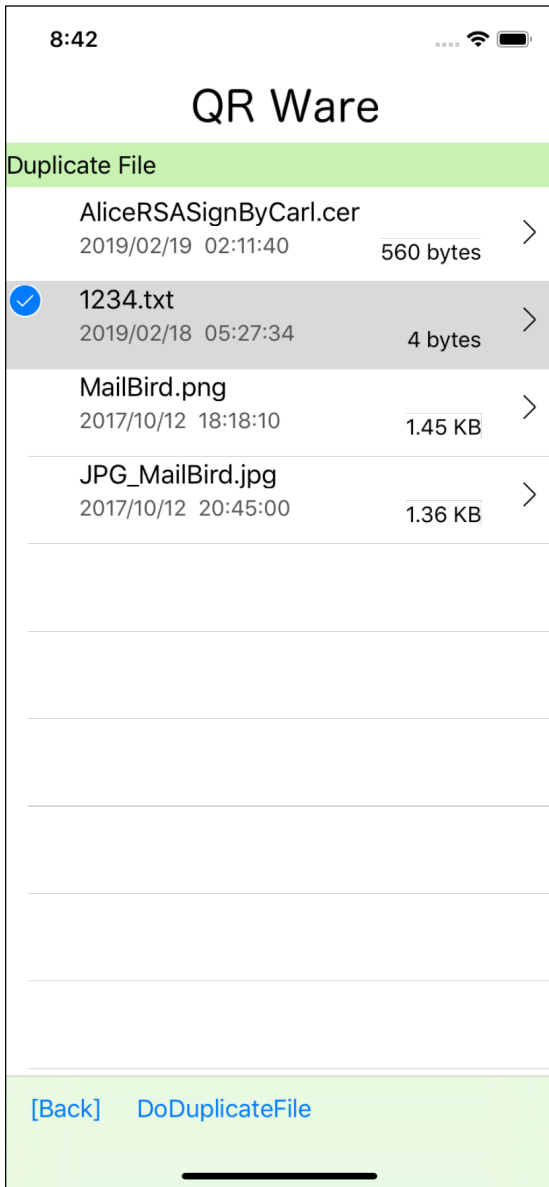 8:42
QR Ware
Duplicate File
AliceRSASignByCarl.cer
2019/02/19 02:11:40 560 bytes
1234.txt
2019/02/18 05:27:34 4 bytes
MailBird.png
2017/10/12 18:18:10 1.45 KB
JPG_MailBird.jpg
2017/10/12 20:45:00 1.36 KB
[Back] DoDuplicateFile